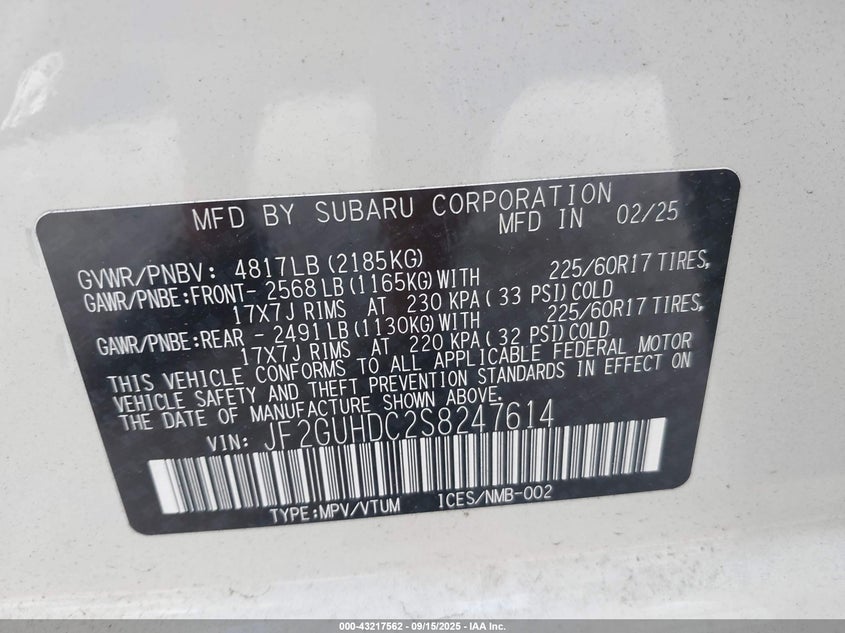 MFD BY SUBARU CORPORATION
MFD IN 02/25
GVWR/PNBV: 4817LB (2185KG)
GAWR/PNBE:FRONT- 2568LB (1165KG) WITH 225/60R17 TIRES,
17X7J RIMS AT 230 KPA ( 33 PSI) COLD
GAWR/PNBE:REAR - 2491LB (1130KG) WITH 225/60R17 TIRES,
17X7J RIMS AT 220 KPA ( 32 PSI) COLD
THIS VEHICLE CONFORMS TO ALL APPLICABLE FEDERAL MOTOR
VEHICLE SAFETY AND THEFT PREVENTION STANDARDS IN EFFECT ON
THE DATE OF MANUFACTURE SHOWN ABOVE.
VIN: JF2GUHDC2S8247614
TYPE:MPV/VTUM ICES/NMB-002
000-43217562 - 09/15/2025 - IAA Inc.